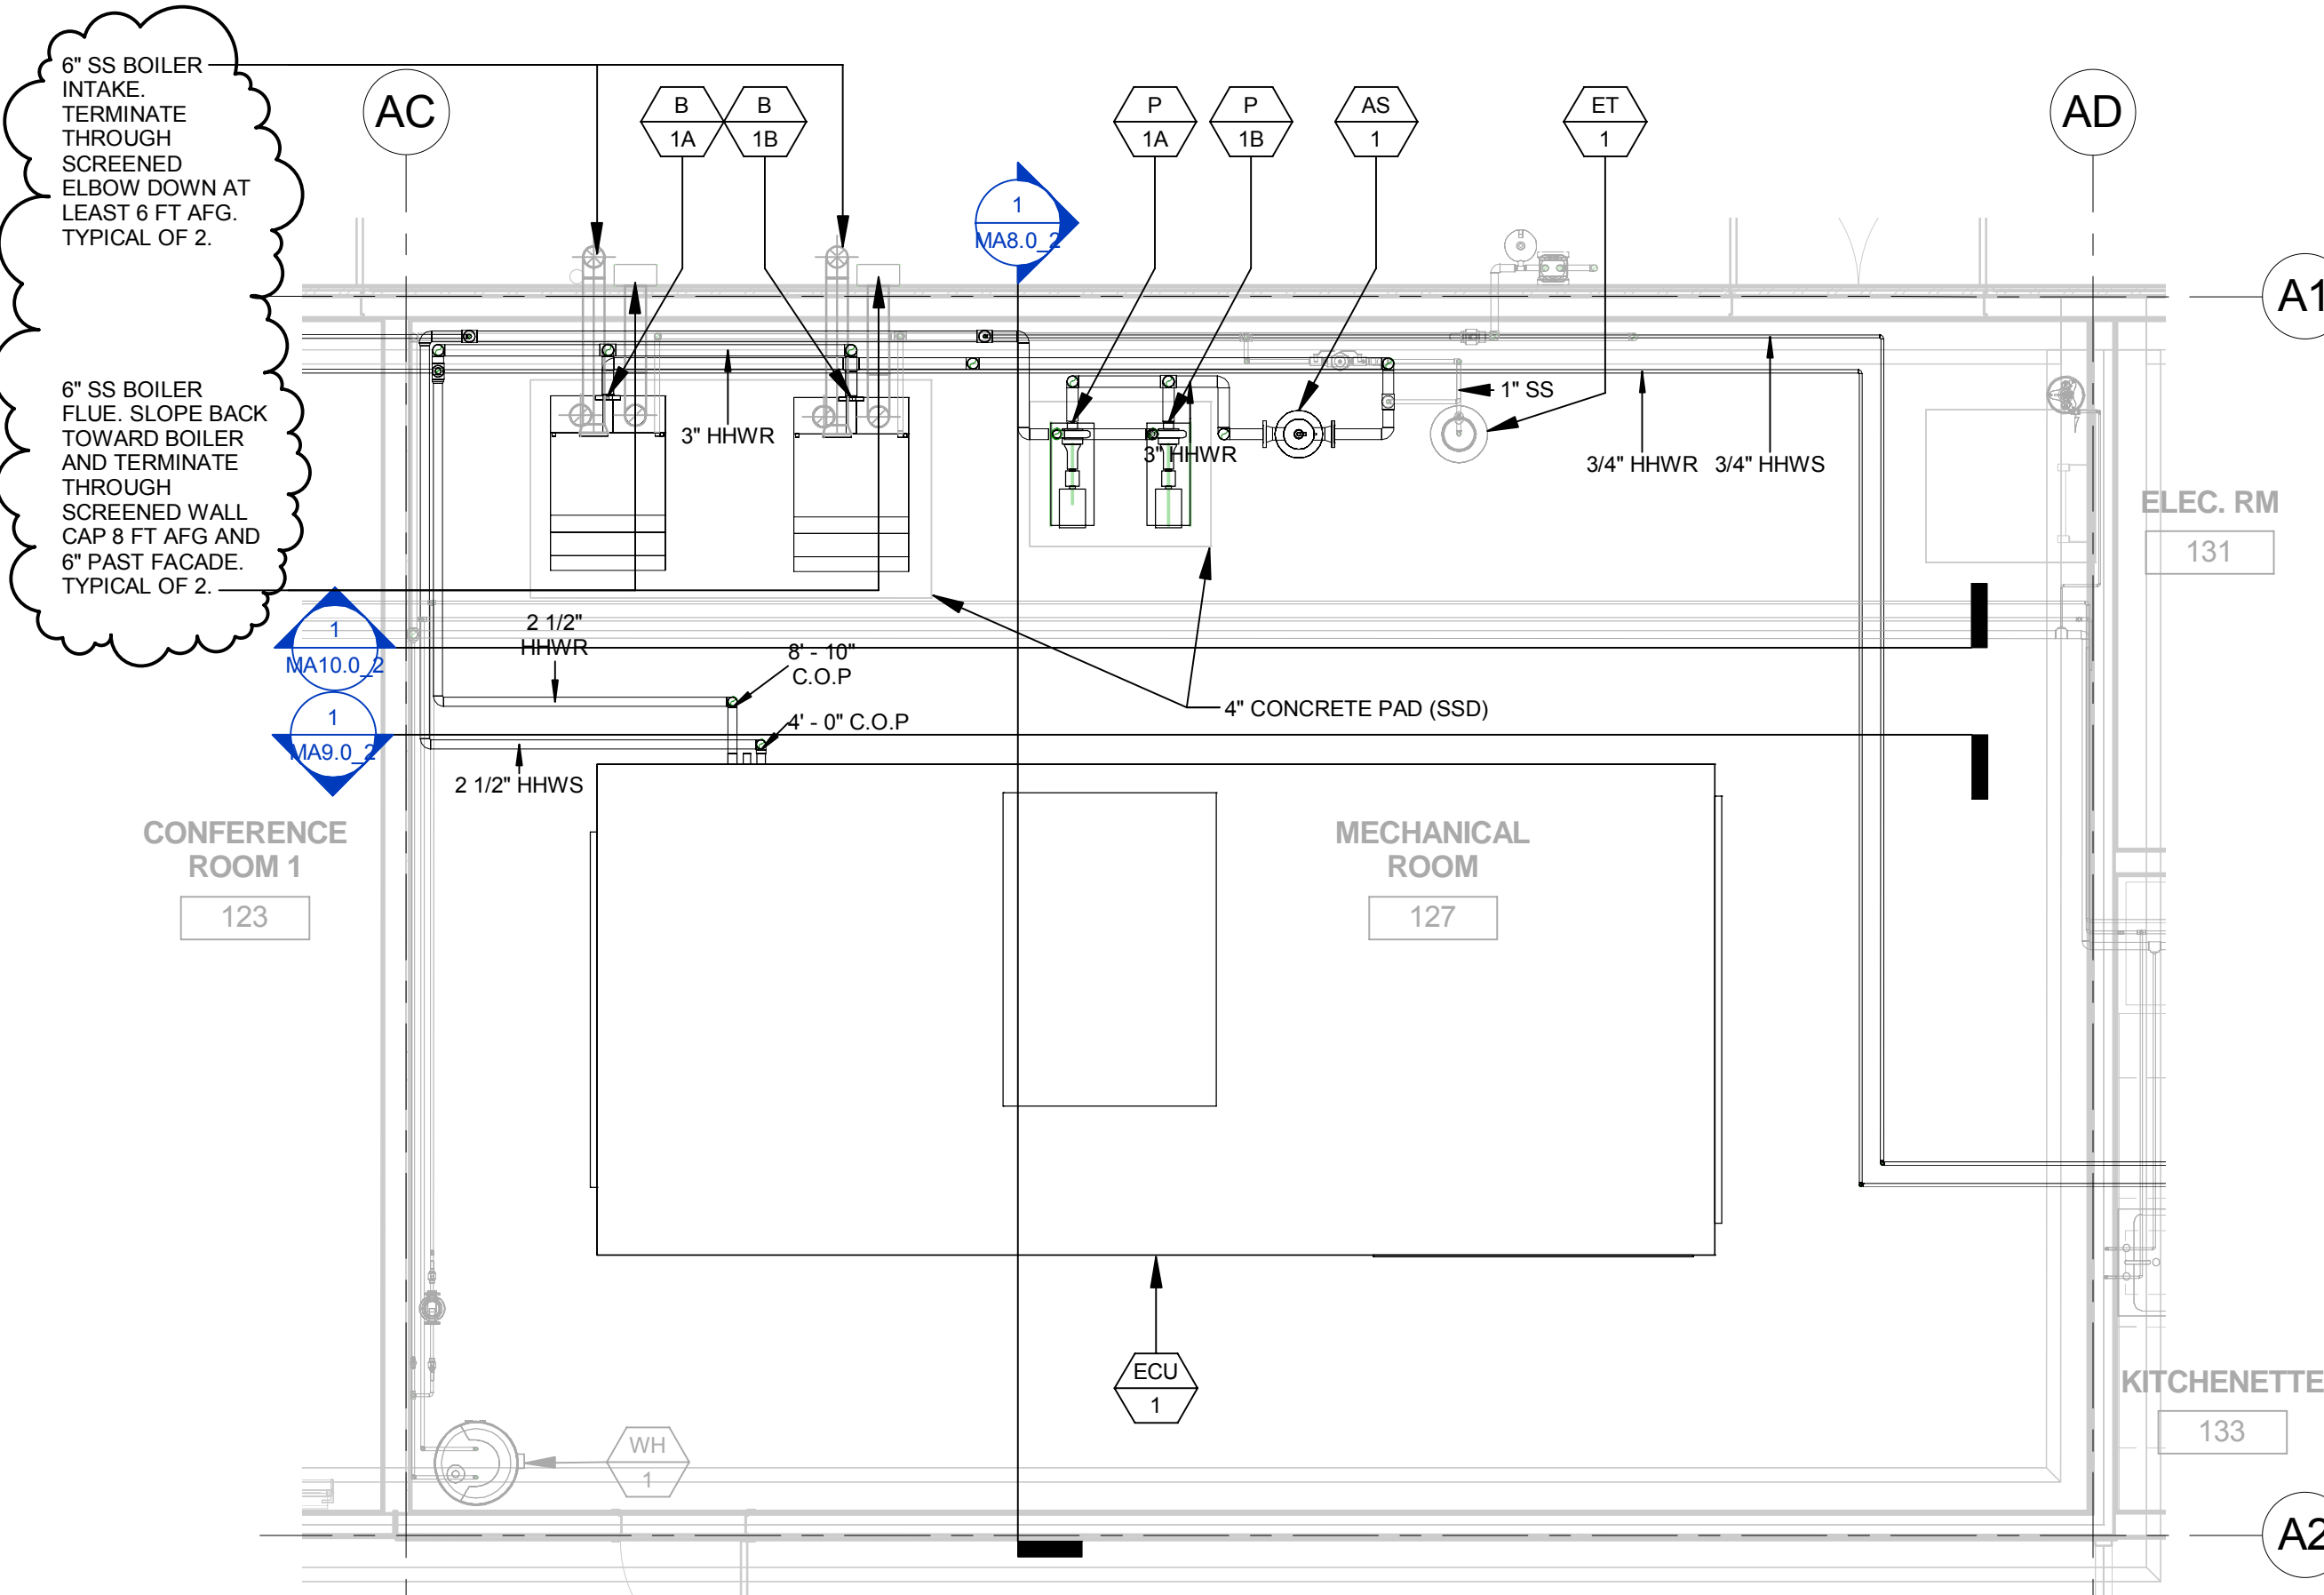 6" SS BOILER
INTAKE.
TERMINATE
THROUGH
SCREENED
ELBOW DOWN AT
LEAST 6 FT AFG.
TYPICAL OF 2.
6" SS BOILER
FLUE. SLOPE BACK
TOWARD BOILER
AND TERMINATE
THROUGH
SCREENED WALL
CAP 8 FT AFG AND
6" PAST FACADE.
TYPICAL OF 2.
AC
B
1A
B
1B
P
1A
P
1B
AS
1
ET
1
AD
1
MA8.0_2
A1
3" HHWR
3" HHWR
1" SS
3/4" HHWR
3/4" HHWS
ELEC. RM
131
1
MA10.0_2
1
MA9.0_2
2 1/2"
HHWR
8' - 10"
C.O.P
4' - 0" C.O.P
2 1/2" HHWS
4" CONCRETE PAD (SSD)
CONFERENCE
ROOM 1
123
MECHANICAL
ROOM
127
ECU
1
WH
1
KITCHENETTE
133
A2